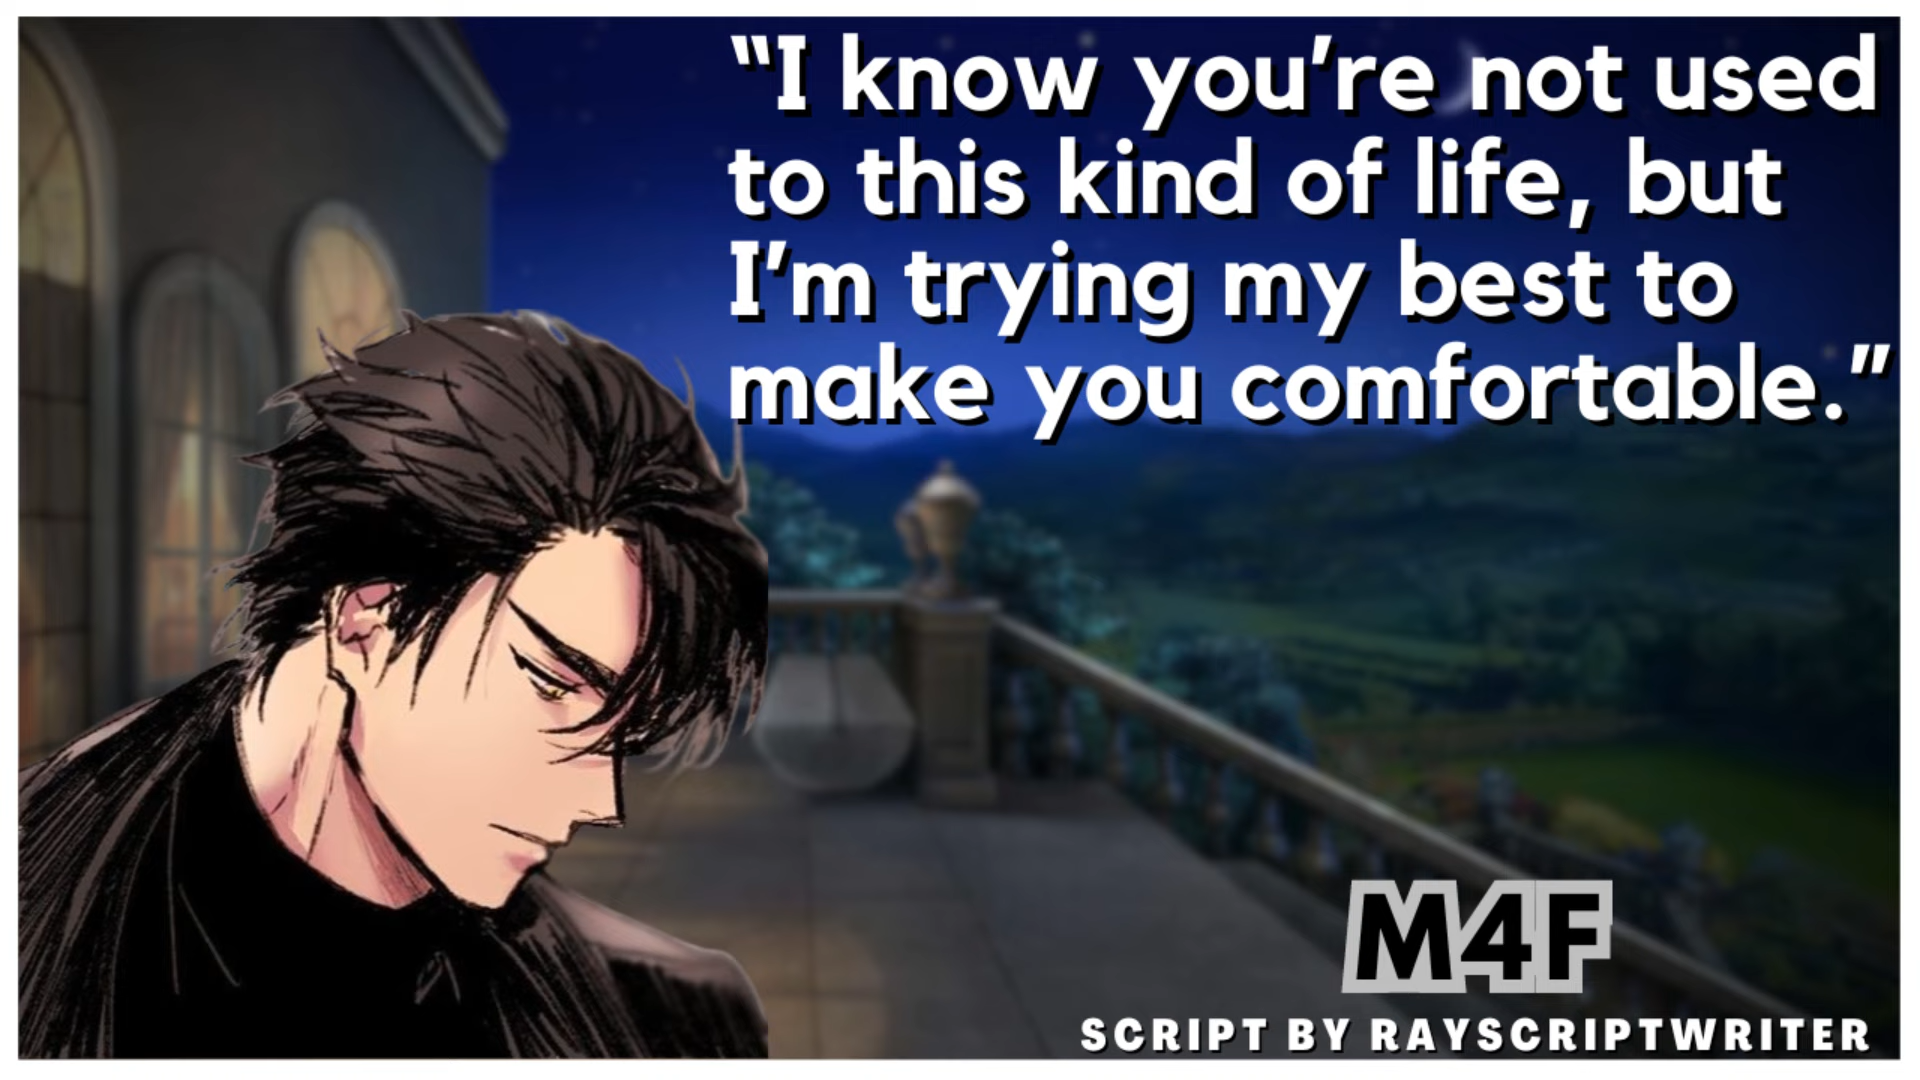 “I know you’re not used
to this kind of life, but
I’m trying my best to
make you comfortable.”
M4F
SCRIPT BY RAYSCRIPTWRITER